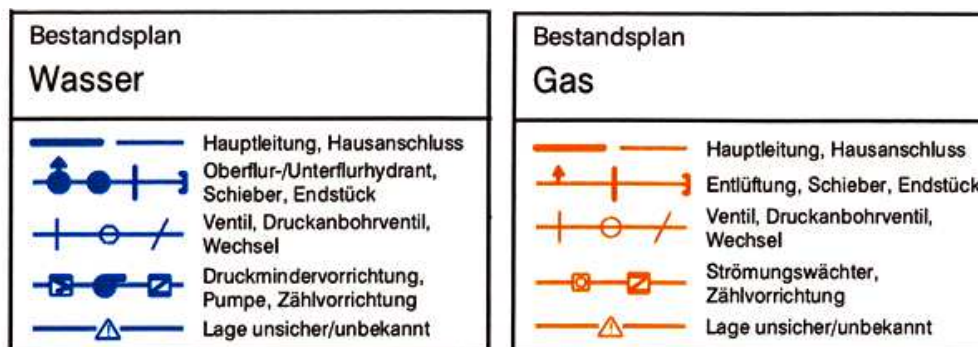 Bestandsplan
Wasser
Hauptleitung, Hausanschluss
Oberflur-/Unterflurhydrant,
Schieber, Endstück
Ventil, Druckanbohrventil,
Wechsel
Druckmindervorrichtung,
Pumpe, Zählvorrichtung
Lage unsicher/unbekannt
Bestandsplan
Gas
Hauptleitung, Hausanschluss
Entlüftung, Schieber, Endstück
Ventil, Druckanbohrventil,
Wechsel
Strömungswächter,
Zählvorrichtung
Lage unsicher/unbekannt